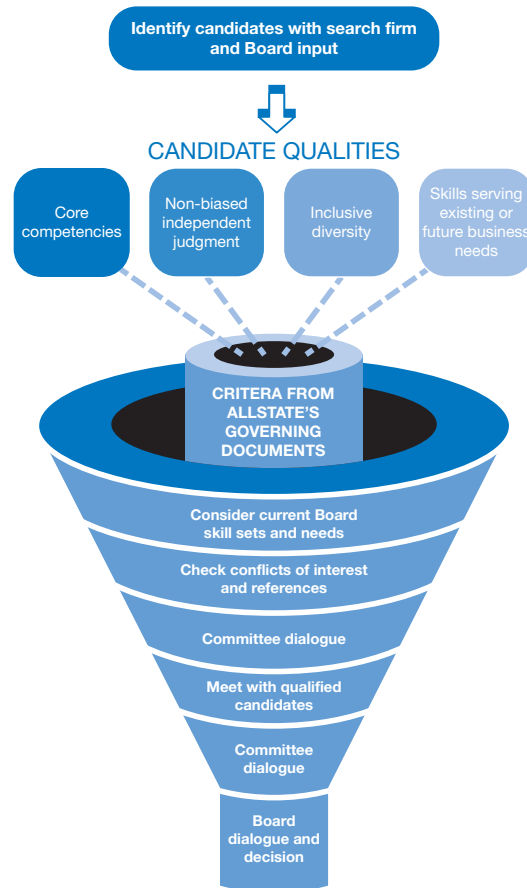 Identify candidates with search firm
and Board input
CANDIDATE QUALITIES
Core
competencies
Non-biased
independent
judgment
Inclusive
diversity
Skills serving
existing or
future business
needs
CRITERA FROM
ALLSTATE'S
GOVERNING
DOCUMENTS
Consider current Board
skill sets and needs
Check conflicts of interest
and references
Committee dialogue
Meet with qualified
candidates
Committee
dialogue
Board
dialogue and
decision